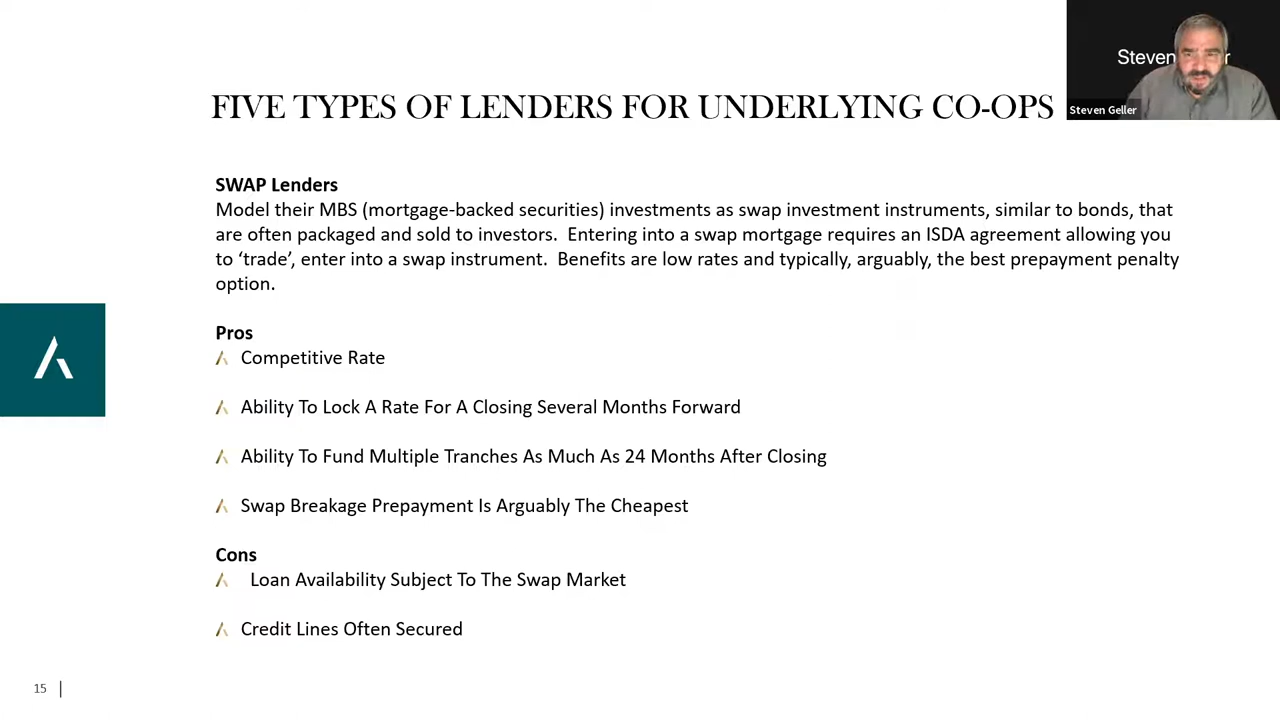 FIVE TYPES OF LENDERS FOR UNDERLYING CO-OPS
Steven
r
Steven Geller
SWAP Lenders
Model their MBS (mortgage-backed securities) investments as swap investment instruments, similar to bonds, that
are often packaged and sold to investors. Entering into a swap mortgage requires an ISDA agreement allowing you
to ‘trade’, enter into a swap instrument. Benefits are low rates and typically, arguably, the best prepayment penalty
option.
Pros
Competitive Rate
Ability To Lock A Rate For A Closing Several Months Forward
Ability To Fund Multiple Tranches As Much As 24 Months After Closing
Swap Breakage Prepayment Is Arguably The Cheapest
Cons
Loan Availability Subject To The Swap Market
Credit Lines Often Secured
15